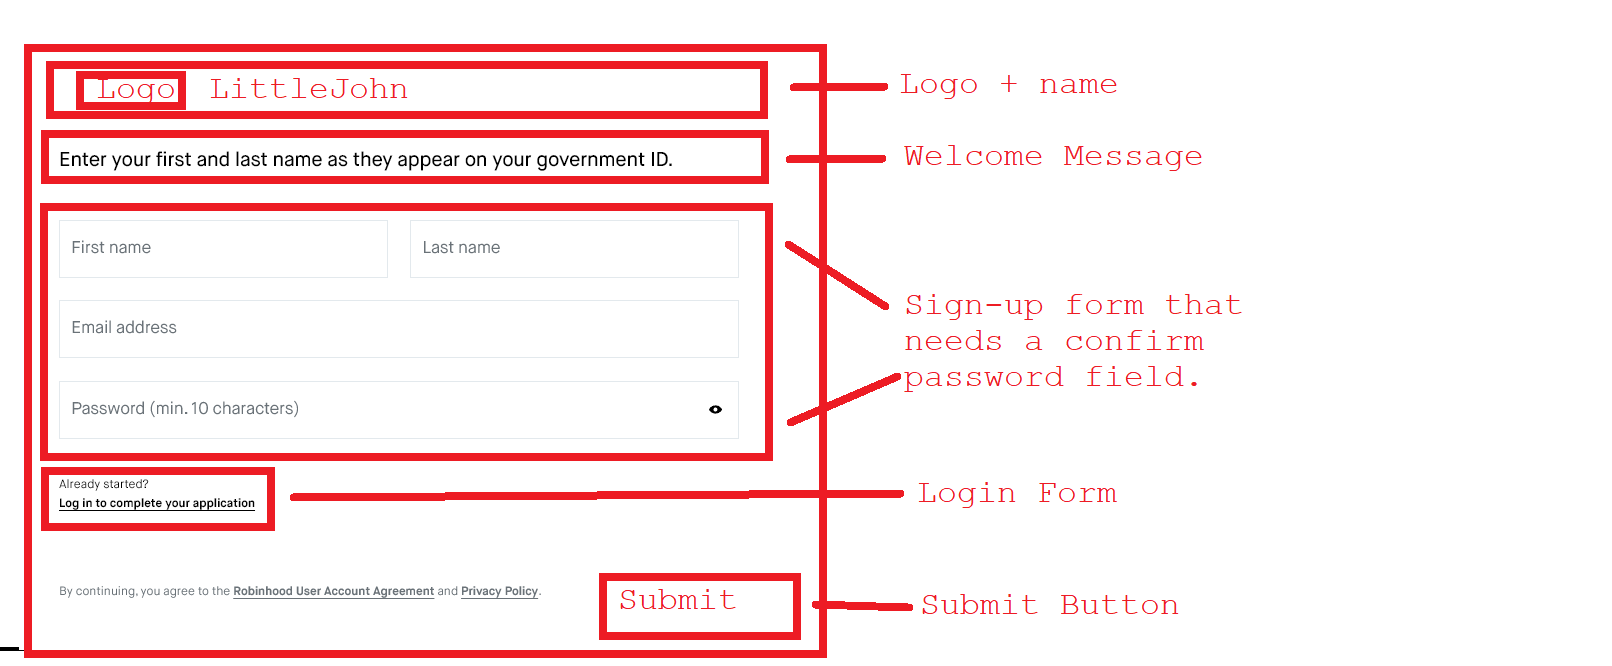 Logo LittleJohn
Logo + name
Enter your first and last name as they appear on your government ID.
Welcome Message
First name
Last name
Email address
Password (min. 10 characters)
Sign-up form that
needs a confirm
password field.
Already started?
Log in to complete your application
Login Form
By continuing, you agree to the Robinhood User Account Agreement and Privacy Policy.
Submit
Submit Button